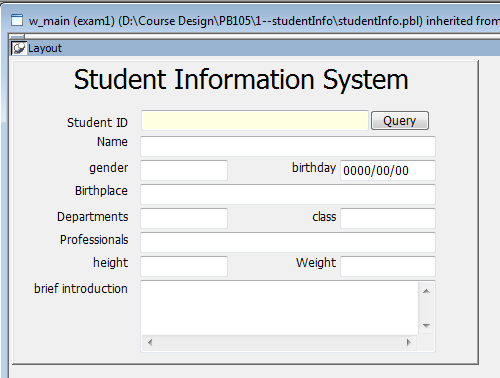 w_main (exam1) (D:\Course Design\PB105\1--studentInfo\studentInfo.pbl) inherited from
Layout
Student Information System
Student ID Query
Name
gender birthday 0000/00/00
Birthplace
Departments class
Professionals
height Weight
brief introduction